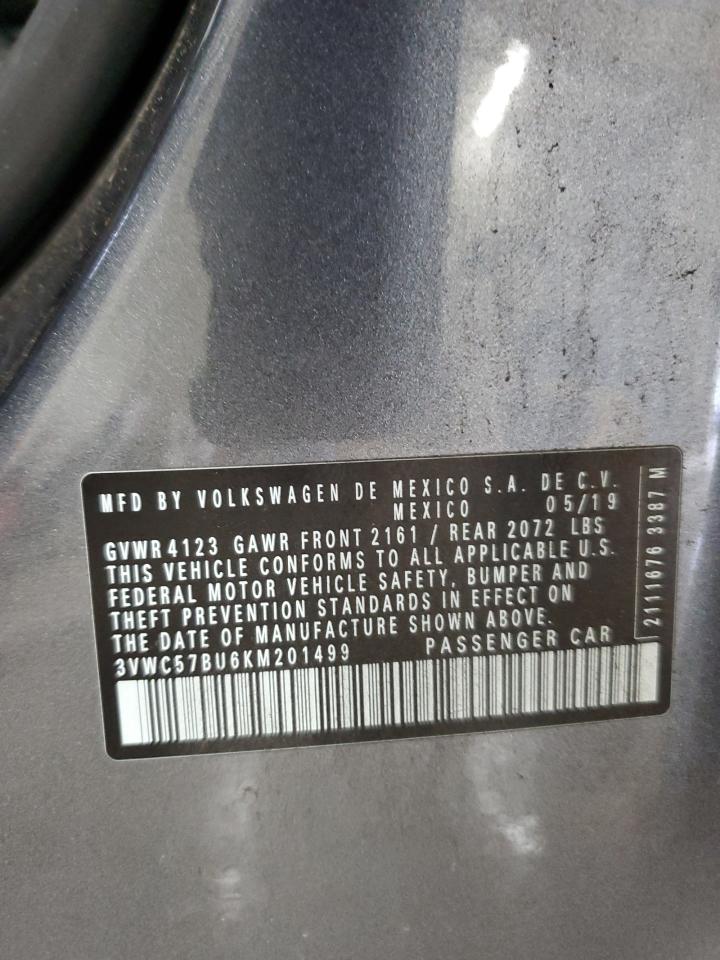 MFD BY VOLKSWAGEN DE MEXICO S.A. DE C.V.
MEXICO 05/19
GVWR 4123 GAWR FRONT 2161 / REAR 2072 LBS
THIS VEHICLE CONFORMS TO ALL APPLICABLE U.S.
FEDERAL MOTOR VEHICLE SAFETY, BUMPER AND
THEFT PREVENTION STANDARDS IN EFFECT ON
THE DATE OF MANUFACTURE SHOWN ABOVE.
3VWC57BU6KM201499 PASSENGER CAR
2111676 3387 M